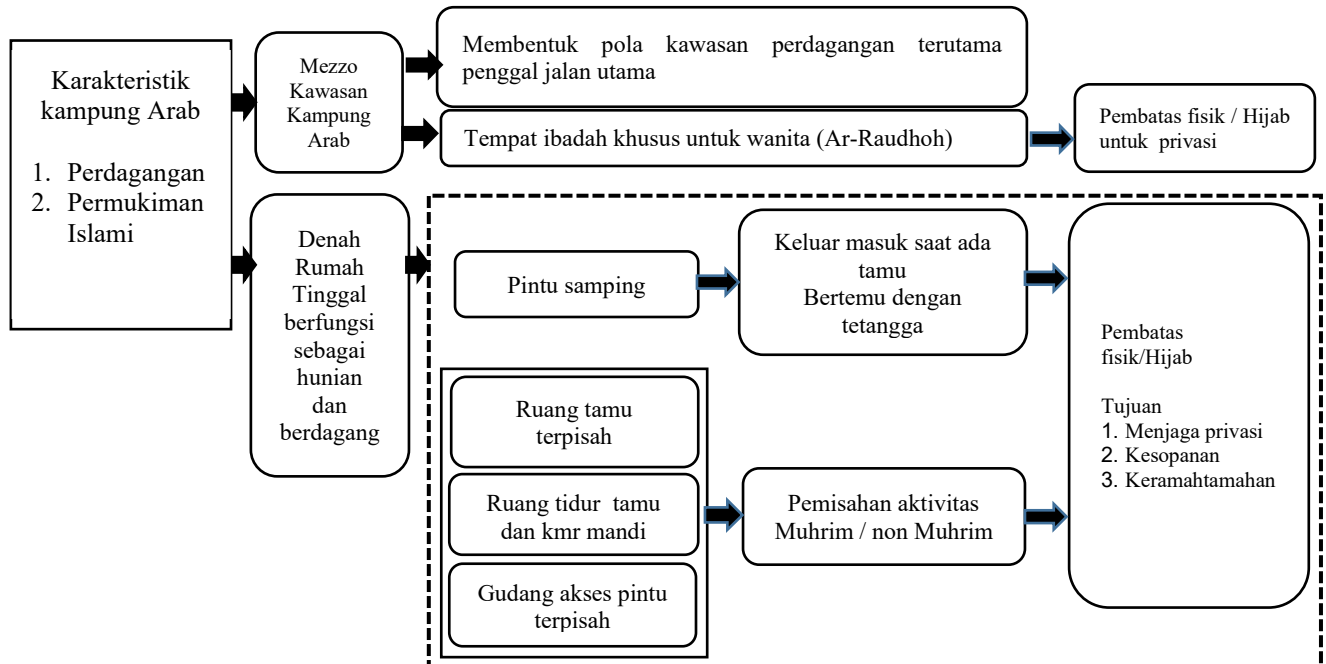 Karakteristik
kampung Arab
1. Perdagangan
2. Permukiman
Islami
Mezzo
Kawasan
Kampung
Arab
Membentuk pola kawasan perdagangan terutama
penggal jalan utama
Tempat ibadah khusus untuk wanita (Ar-Raudhoh)
Pembatas fisik / Hijab
untuk privasi
Denah
Rumah
Tinggal
berfungsi
sebagai
hunian
dan
berdagang
Pintu samping
Keluar masuk saat ada
tamu
Bertemu dengan
tetangga
Ruang tamu
terpisah
Ruang tidur tamu
dan kmr mandi
Gudang akses pintu
terpisah
Pemisahan aktivitas
Muhrim / non Muhrim
Pembatas
fisik/Hijab
Tujuan
1. Menjaga privasi
2. Kesopanan
3. Keramahtamahan